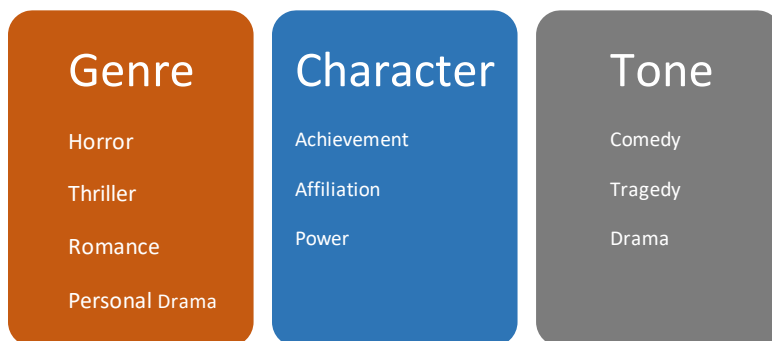 Genre
Horror
Thriller
Romance
Personal Drama
Character
Achievement
Affiliation
Power
Tone
Comedy
Tragedy
Drama